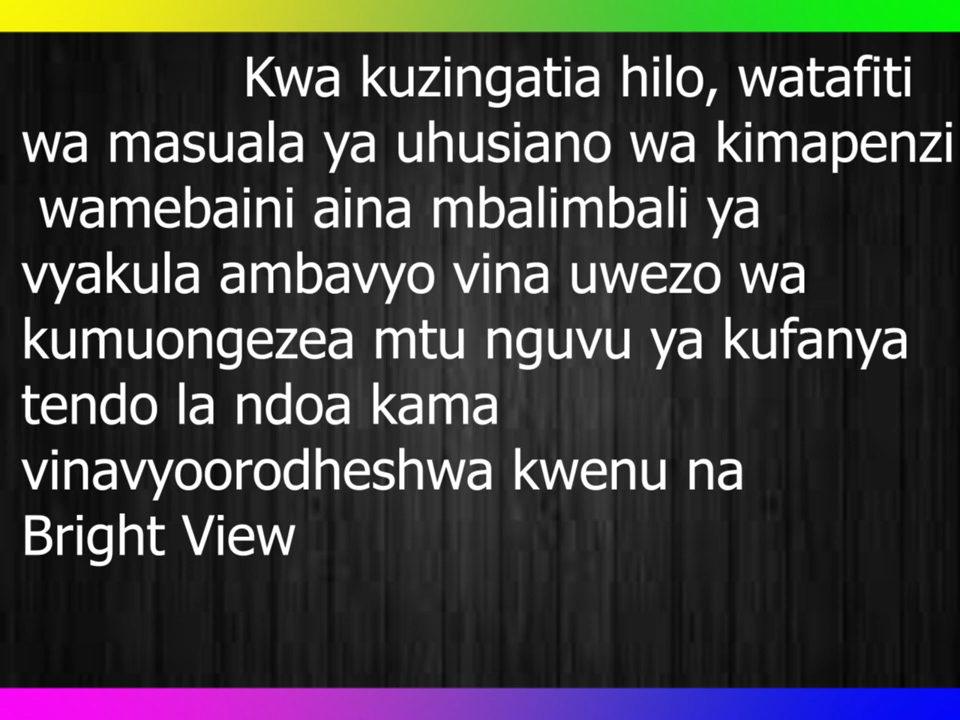 Kwa kuzingatia hilo, watafiti
wa masuala ya uhusiano wa kimapenzi
wamebaini aina mbalimbali ya
vyakula ambavyo vina uwezo wa
kumuongezea mtu nguvu ya kufanya
tendo la ndoa kama
vinavyoorodheshwa kwenu na
Bright View